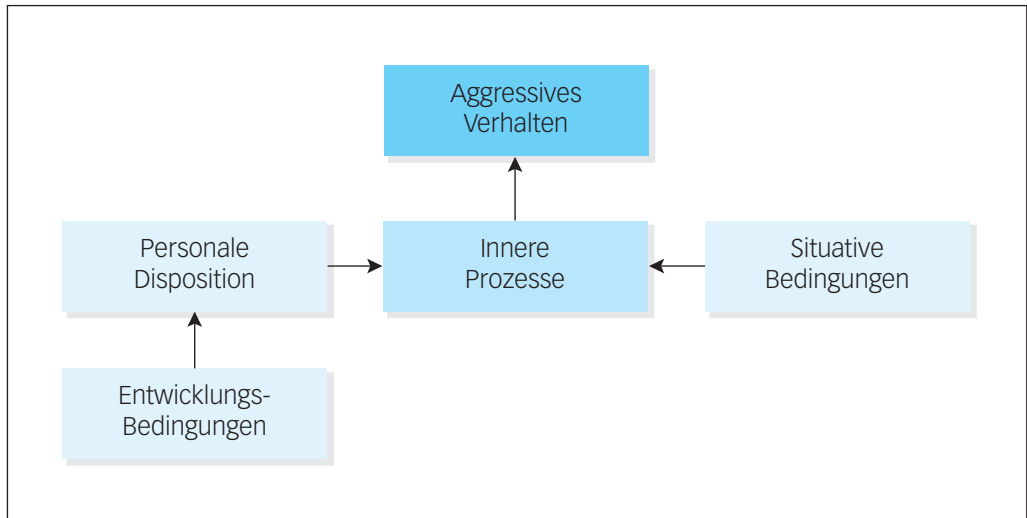 Aggressives
Verhalten
Personale
Disposition
Innere
Prozesse
Situative
Bedingungen
Entwicklungs-
Bedingungen